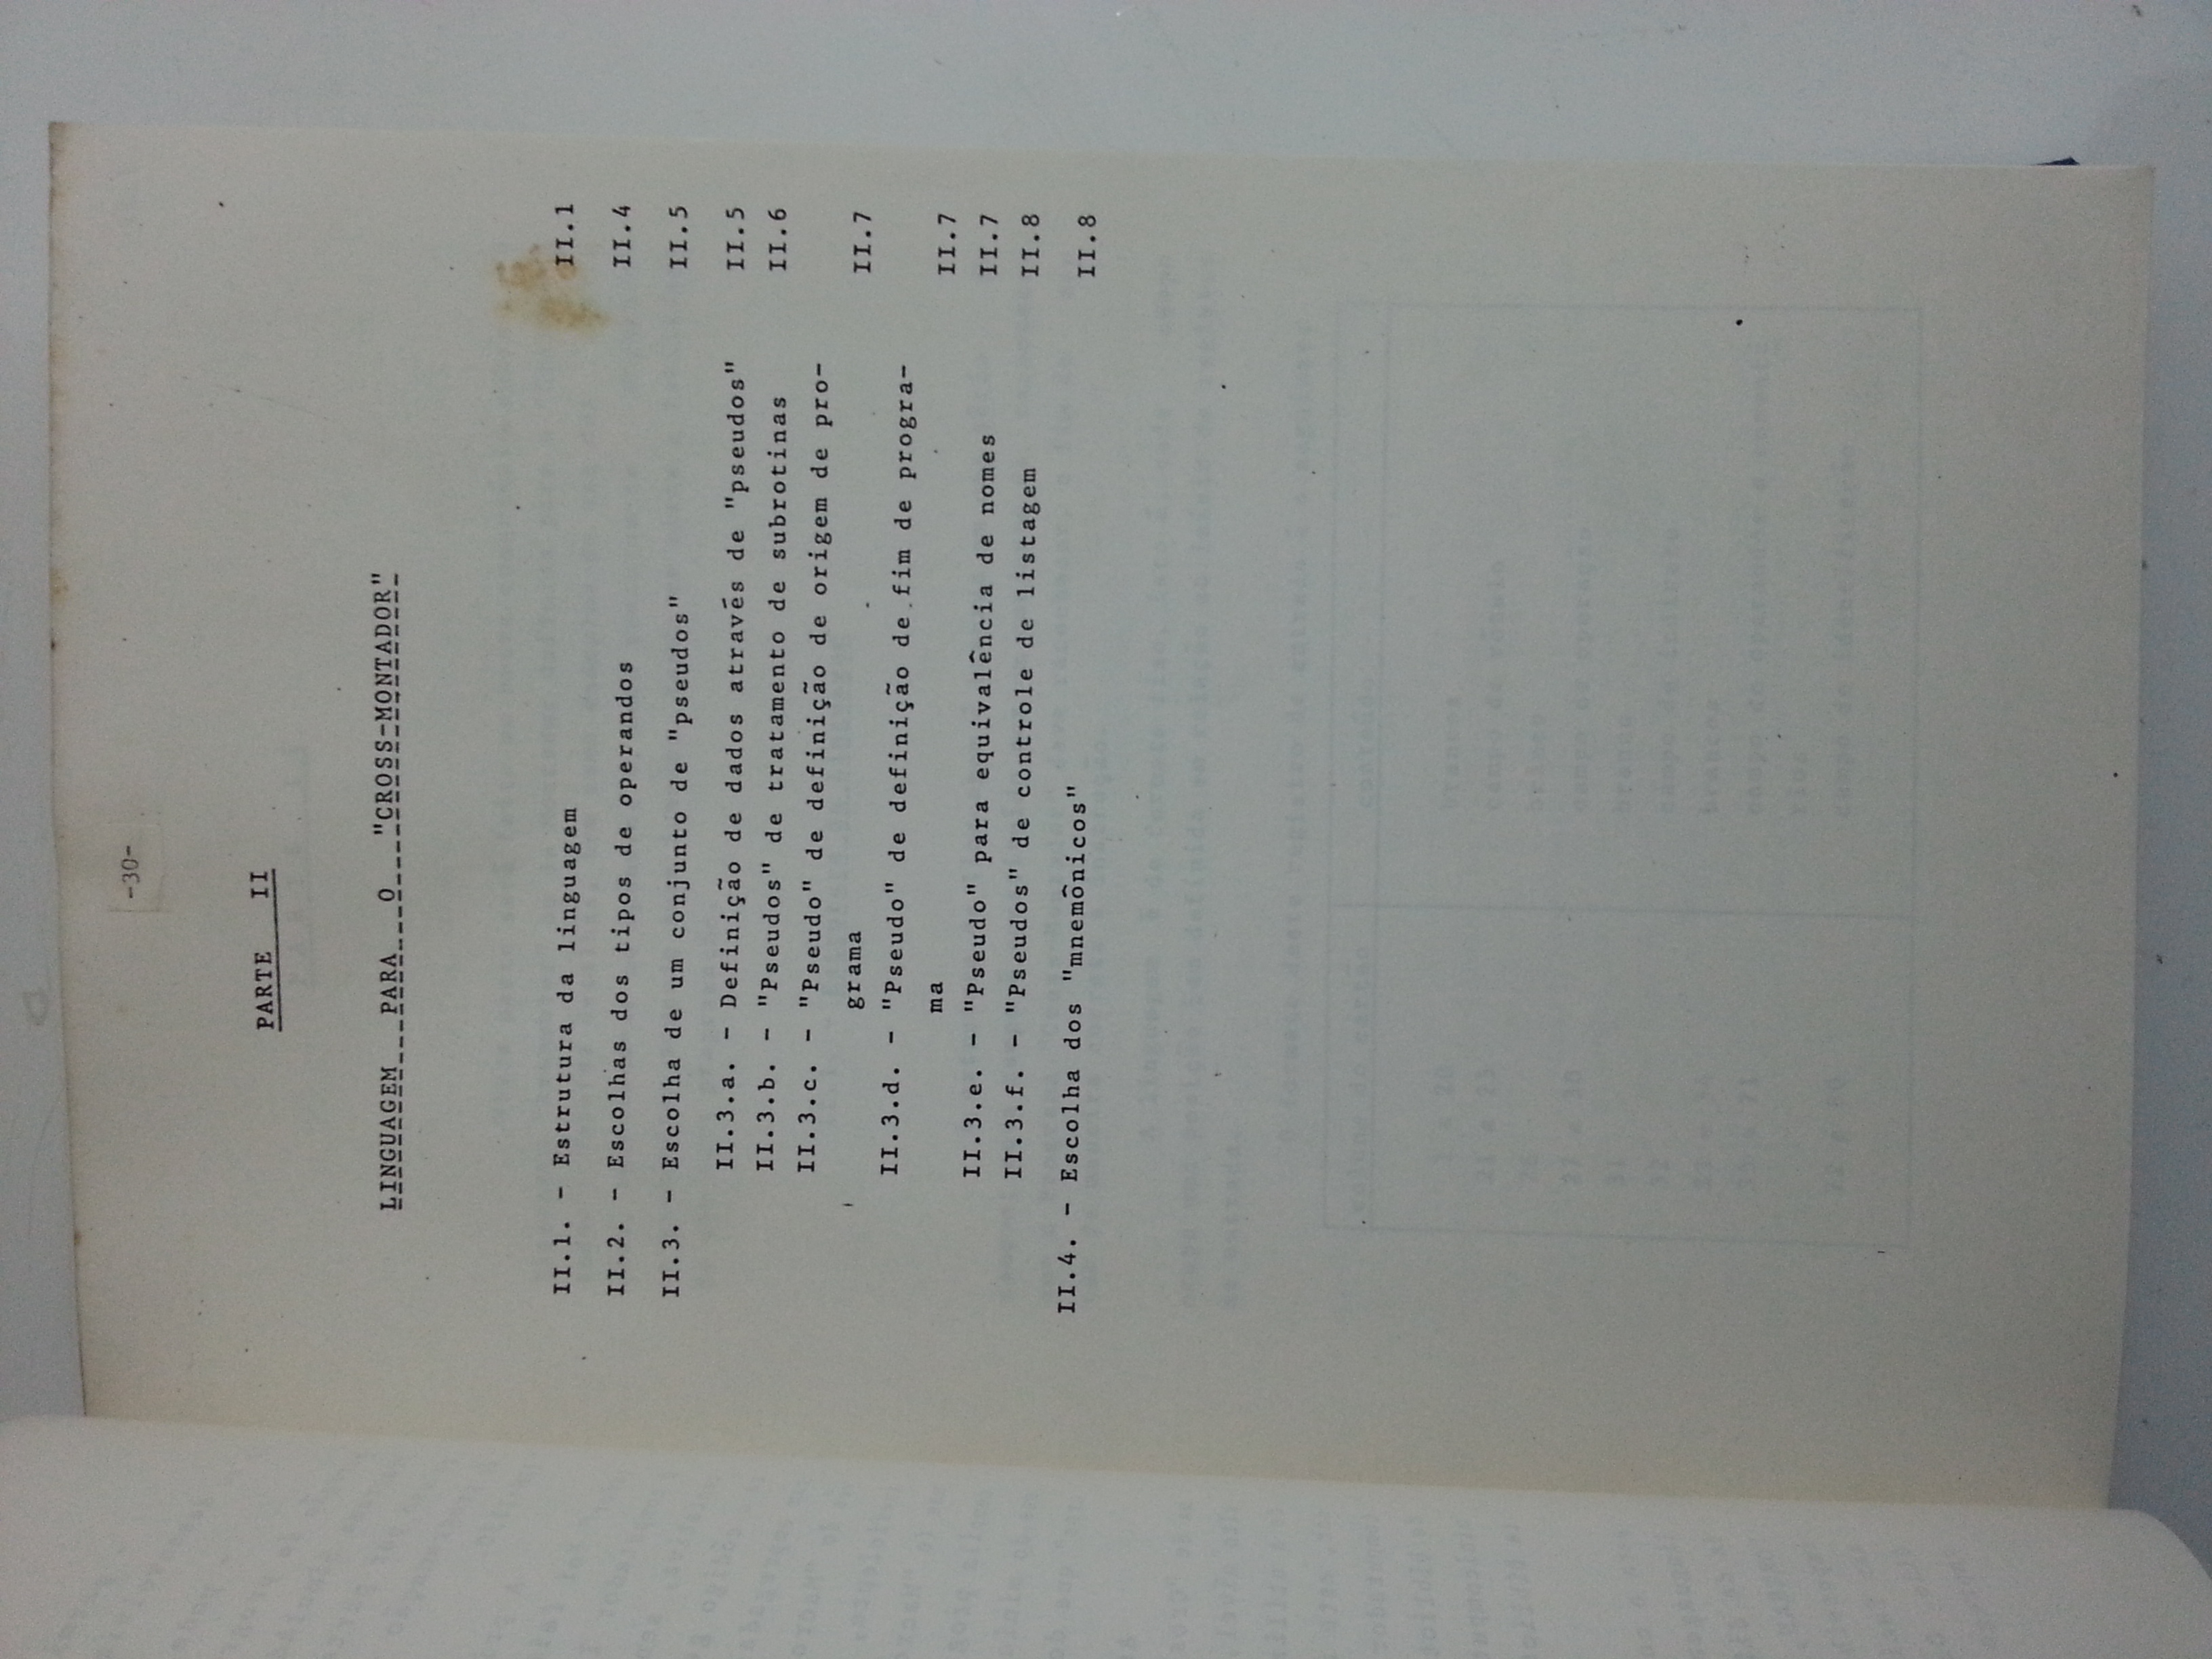 -30-
PARTE II
LINGUAGEM PARA O "CROSS-MONTADOR"
II.1. - Estrutura da linguagem II.1
II.2. - Escolhas dos tipos de operandos II.4
II.3. - Escolha de um conjunto de "pseudos" II.5
II.3.a. - Definição de dados através de "pseudos" II.5
II.3.b. - "Pseudos" de tratamento de subrotinas II.6
II.3.c. - "Pseudo" de definição de origem de pro-
grama II.7
II.3.d. - "Pseudo" de definição de fim de progra-
ma II.7
II.3.e. - "Pseudo" para equivalência de nomes II.7
II.3.f. - "Pseudos" de controle de listagem II.8
II.4. - Escolha dos "mnemônicos" II.8